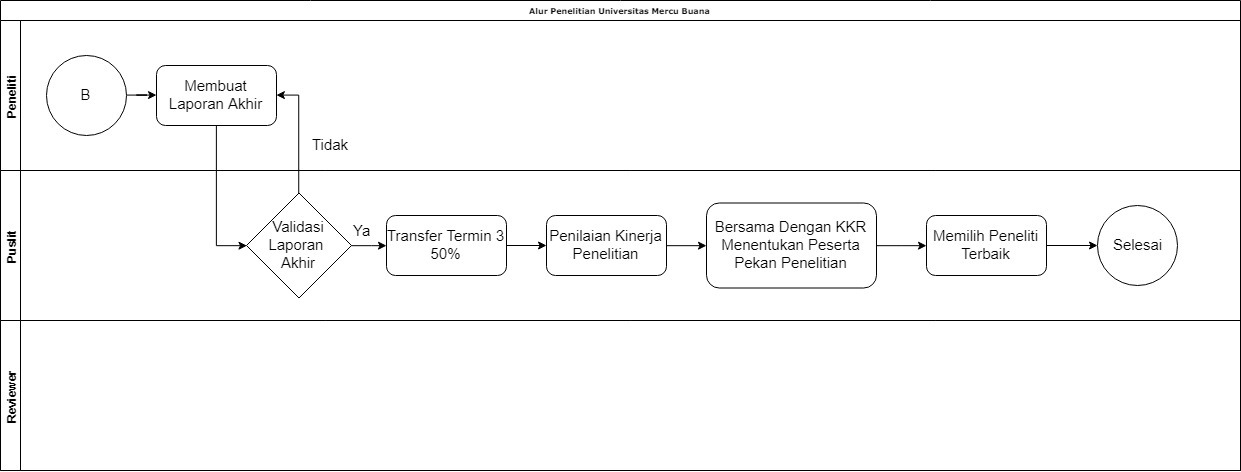 Alur Penelitian Universitas Mercu Buana
Peneliti
B
Membuat
Laporan Akhir
Tidak
Puslit
Validasi
Laporan
Akhir
Ya
Transfer Termin 3
50%
Penilaian Kinerja
Penelitian
Bersama Dengan KKR
Menentukan Peserta
Pekan Penelitian
Memilih Peneliti
Terbaik
Selesai
Reviewer